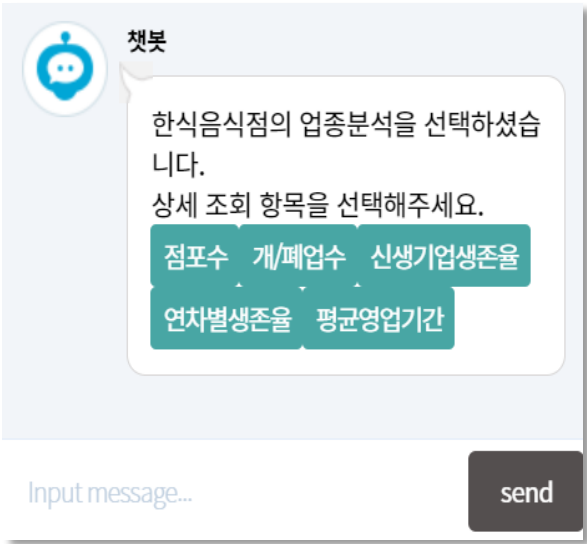 챗봇
한식음식점의 업종분석을 선택하셨습
니다.
상세 조회 항목을 선택해주세요.
점포수 개/폐업수 신생기업생존율
연차별생존율 평균영업기간
Input message...
send